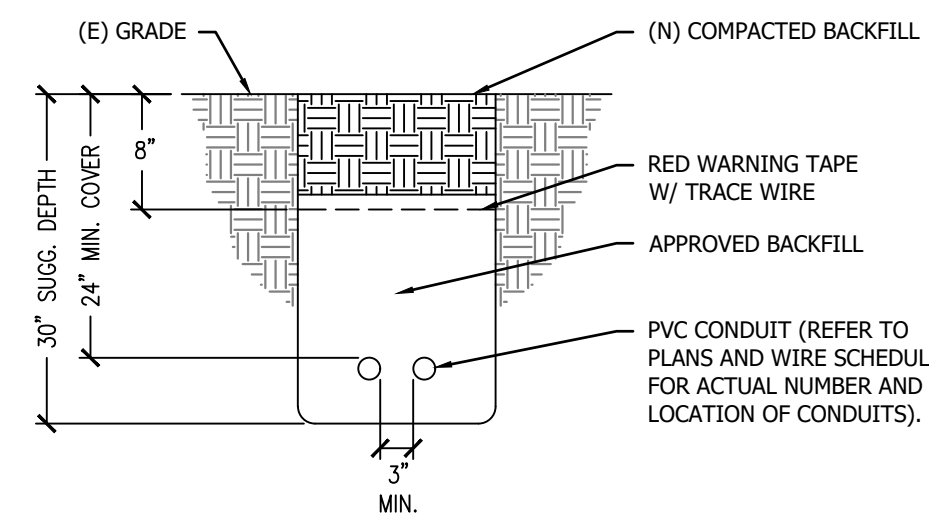 (E) GRADE
(N) COMPACTED BACKFILL
8"
RED WARNING TAPE
W/ TRACE WIRE
30" SUGG. DEPTH
24" MIN. COVER
APPROVED BACKFILL
PVC CONDUIT (REFER TO
PLANS AND WIRE SCHEDUL
FOR ACTUAL NUMBER AND
LOCATION OF CONDUITS).
3"
MIN.